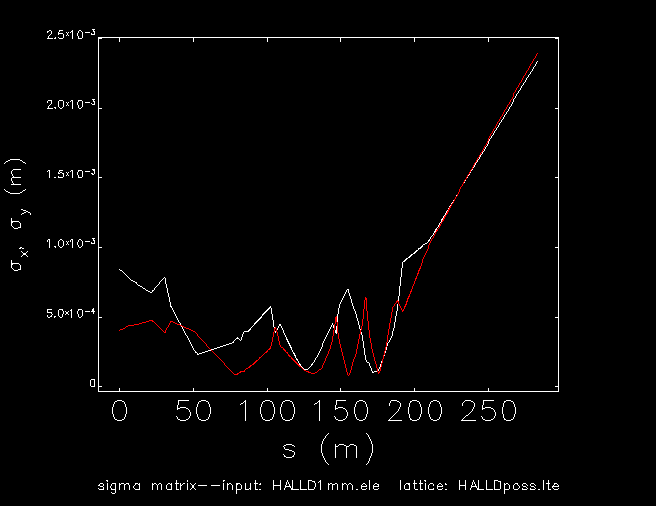 2.5×10⁻³
2.0×10⁻³
1.5×10⁻³
1.0×10⁻³
5.0×10⁻⁴
0
σx, σy (m)
0 50 100 150 200 250
s (m)
sigma matrix--input: HALLD1mm.ele lattice: HALLDposs.lte